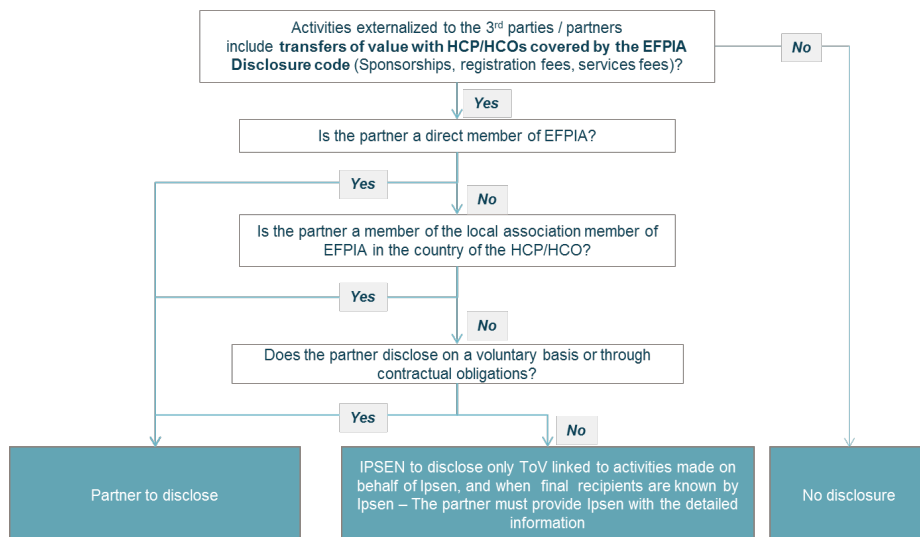 Activities externalized to the 3rd parties / partners
include transfers of value with HCP/HCOs covered by the EFPIA
Disclosure code (Sponsorships, registration fees, services fees)?
No
Yes
Is the partner a direct member of EFPIA?
Yes
No
Is the partner a member of the local association member of
EFPIA in the country of the HCP/HCO?
Yes
No
Does the partner disclose on a voluntary basis or through
contractual obligations?
Yes
No
Partner to disclose
IPSEN to disclose only ToV linked to activities made on
behalf of Ipsen, and when final recipients are known by
Ipsen – The partner must provide Ipsen with the detailed
information
No disclosure